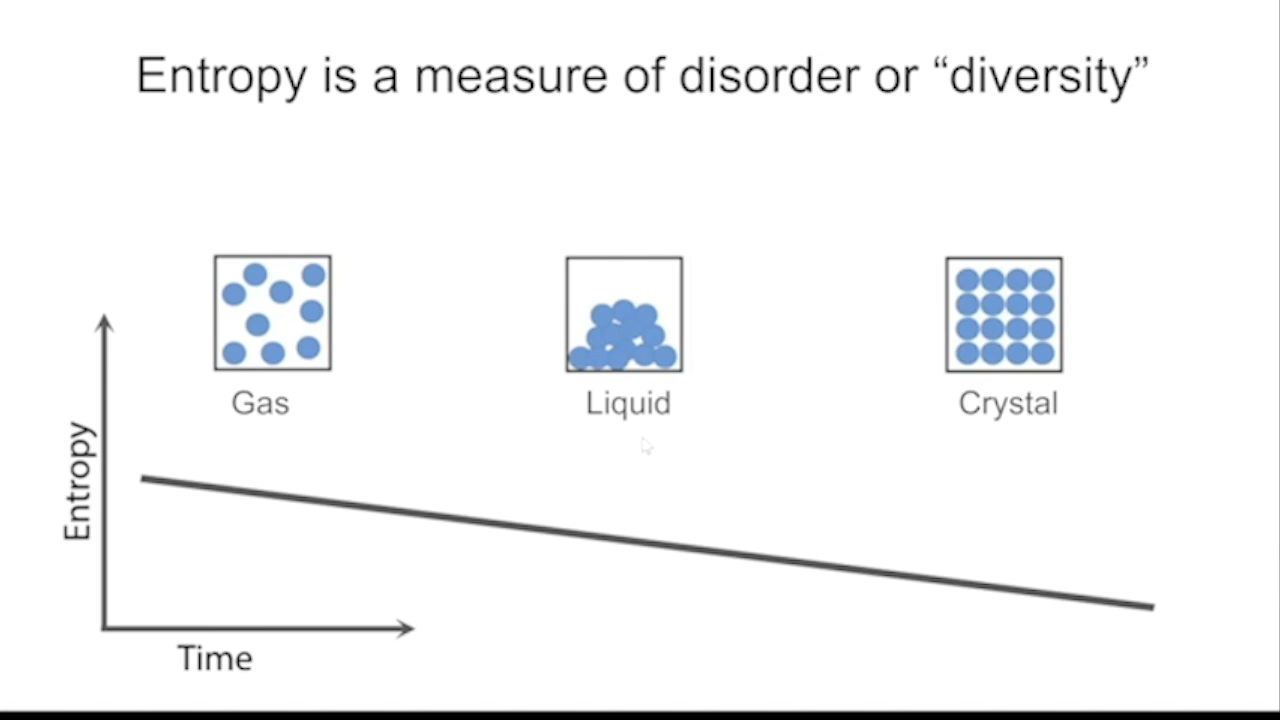 Entropy is a measure of disorder or “diversity”
Gas
Liquid
Crystal
Entropy
Time